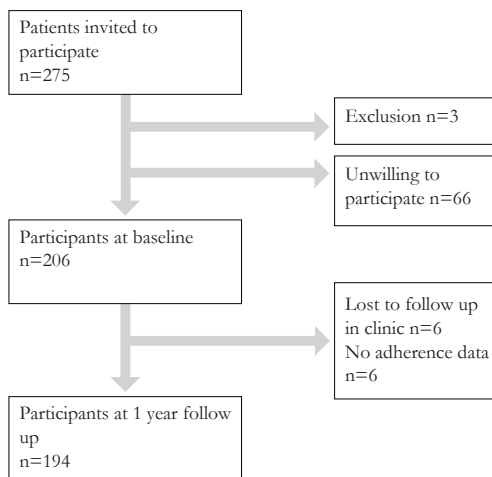 Patients invited to
participate
n=275
Exclusion n=3
Unwilling to
participate n=66
Participants at baseline
n=206
Lost to follow up
in clinic n=6
No adherence data
n=6
Participants at 1 year follow
up
n=194